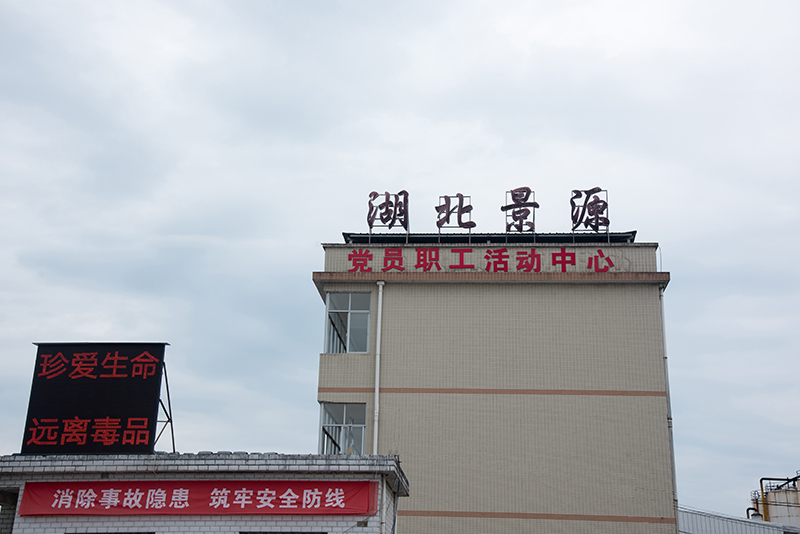 湖北景源
党员职工活动中心
珍爱生命
远离毒品
消除事故隐患 筑牢安全防线